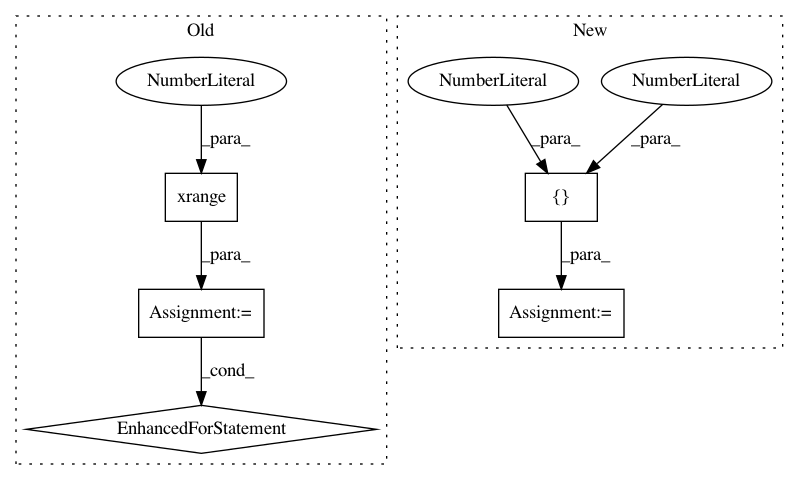 Old
New
NumberLiteral
NumberLiteral
NumberLiteral
_para_
_para_
_para_
xrange
{}
_para_
_para_
Assignment:=
Assignment:=
_cond_
EnhancedForStatement